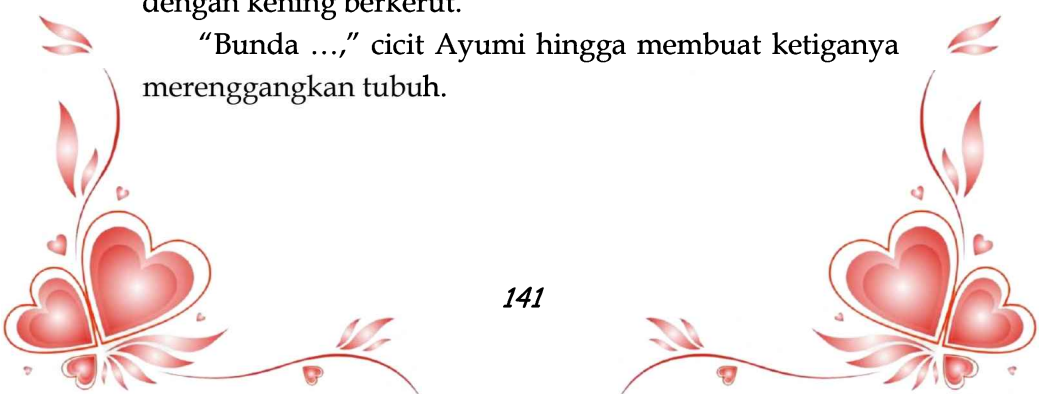 dengan kening berkerut.
“Bunda …,” cicit Ayumi hingga membuat ketiganya
merenggangkan tubuh.
141